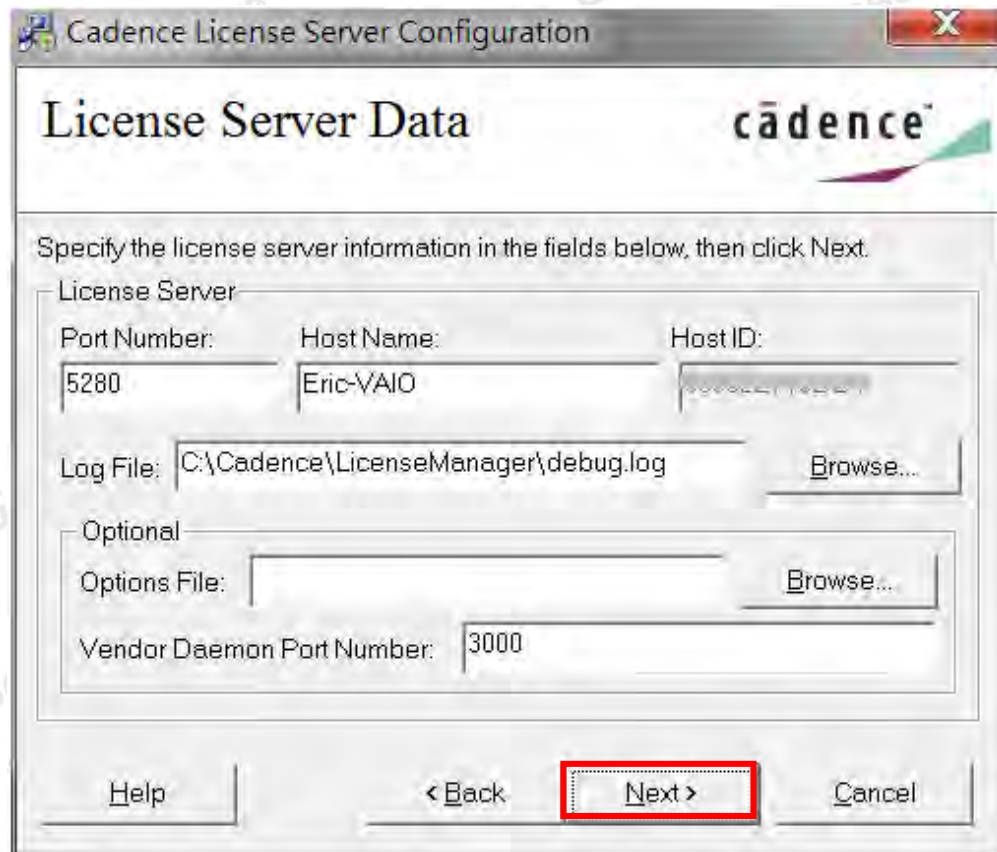 Cadence License Server Configuration
License Server Data
cādence™
Specify the license server information in the fields below, then click Next.
License Server
Port Number: Host Name: Host ID:
5280 Eric-VAIO
Log File: C:\Cadence\LicenseManager\debug.log Browse...
Optional
Options File: Browse...
Vendor Daemon Port Number: 3000
Help < Back Next > Cancel